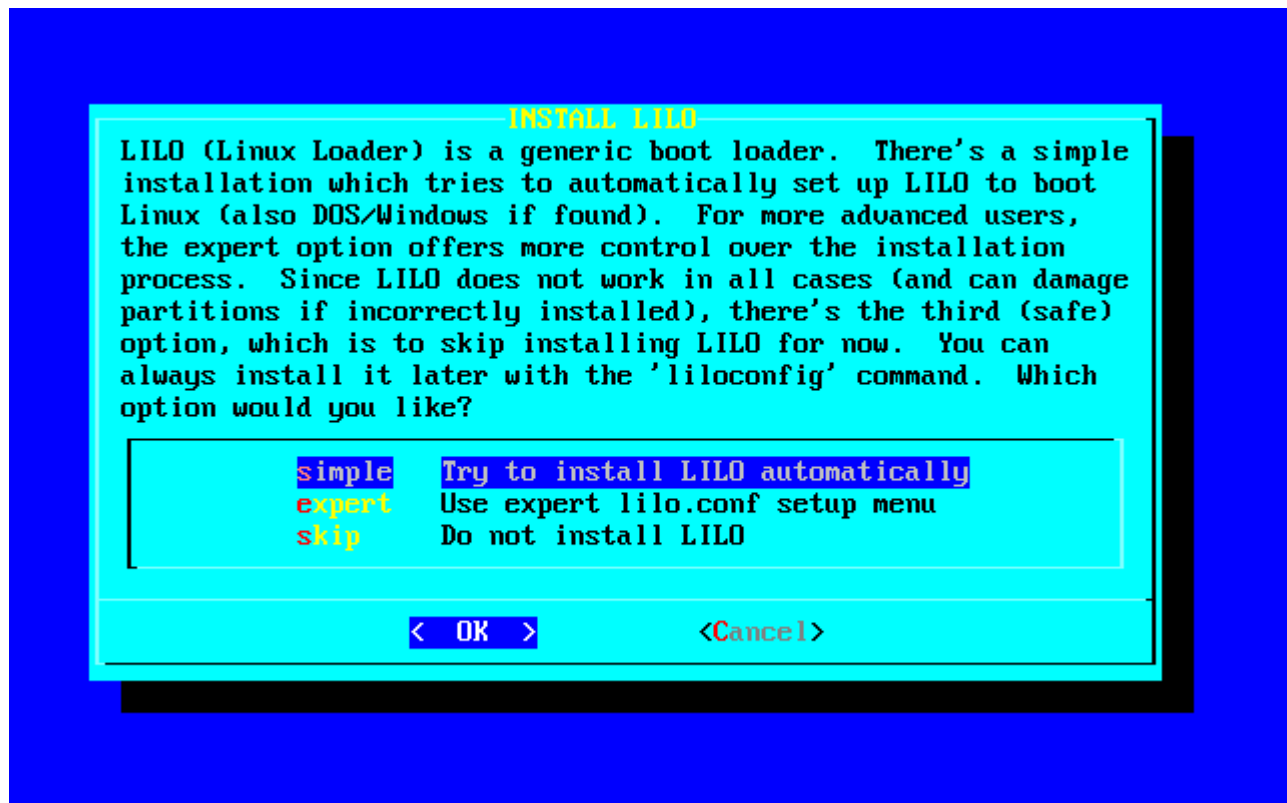 INSTALL LILO
LILO (Linux Loader) is a generic boot loader.  There's a simple
installation which tries to automatically set up LILO to boot
Linux (also DOS/Windows if found).  For more advanced users,
the expert option offers more control over the installation
process.  Since LILO does not work in all cases (and can damage
partitions if incorrectly installed), there's the third (safe)
option, which is to skip installing LILO for now.  You can
always install it later with the 'liloconfig' command.  Which
option would you like?
simple   Try to install LILO automatically
expert   Use expert lilo.conf setup menu
skip     Do not install LILO
<  OK  >          <Cancel>